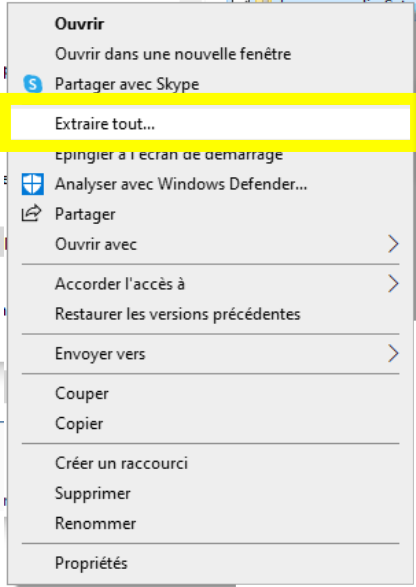 Ouvrir
Ouvrir dans une nouvelle fenêtre
Partager avec Skype
Extraire tout...
Épingler à l'écran de démarrage
Analyser avec Windows Defender...
Partager
Ouvrir avec
Accorder l'accès à
Restaurer les versions précédentes
Envoyer vers
Couper
Copier
Créer un raccourci
Supprimer
Renommer
Propriétés